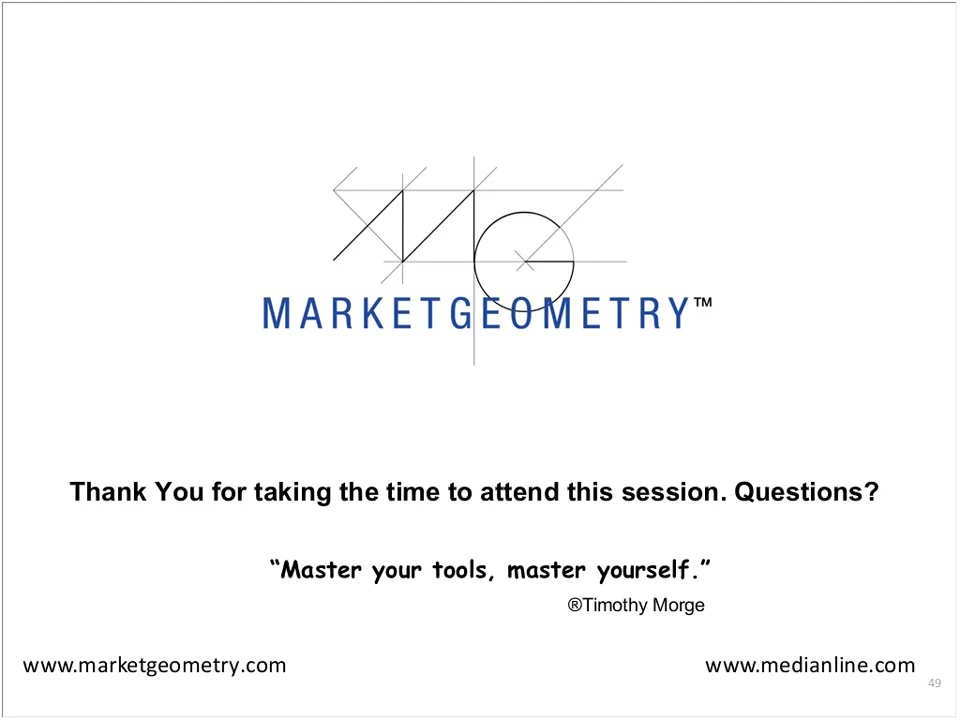 MARKETGEOMETRY™
Thank You for taking the time to attend this session. Questions?
“Master your tools, master yourself.”
®Timothy Morge
www.marketgeometry.com
www.medianline.com
49